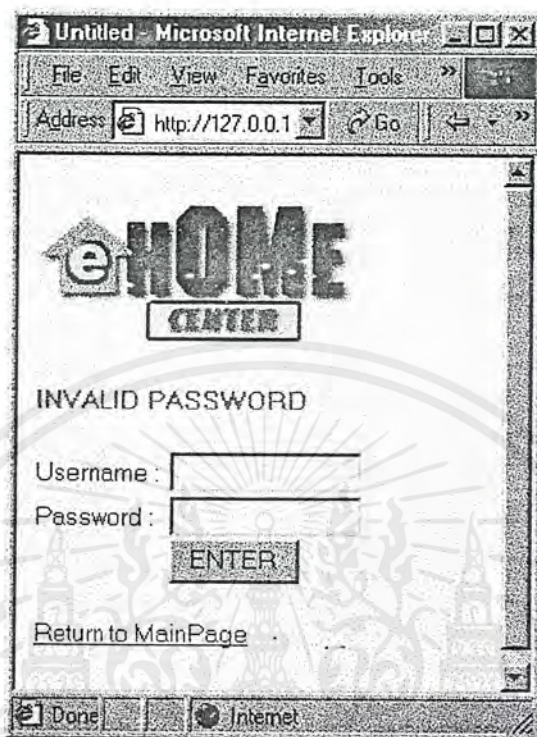 Untitled - Microsoft Internet Explorer
File Edit View Favorites Tools »
Address http://127.0.0.1 Go »
e HOME
CENTER
INVALID PASSWORD
Username :
Password :
ENTER
Return to MainPage
Done Internet